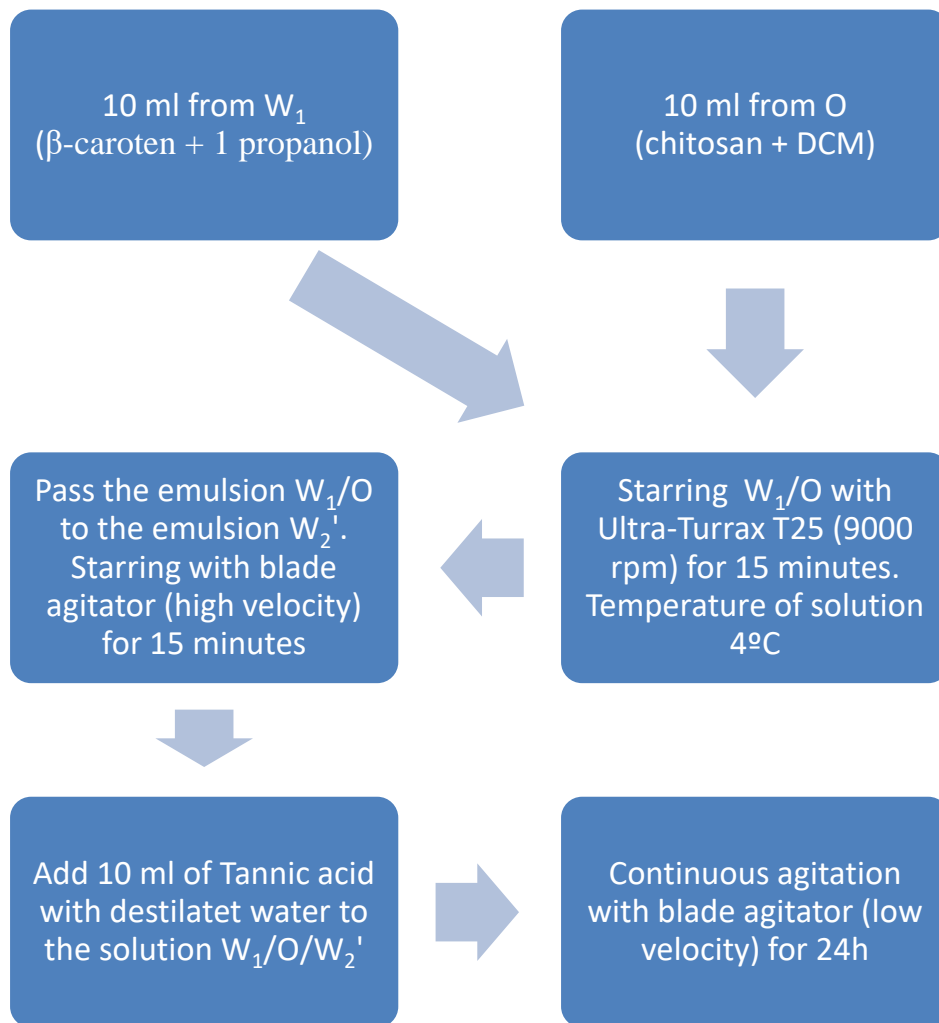 10 ml from W₁
(β-caroten + 1 propanol)
10 ml from O
(chitosan + DCM)
Starring W₁/O with
Ultra-Turrax T25 (9000
rpm) for 15 minutes.
Temperature of solution
4ºC
Pass the emulsion W₁/O
to the emulsion W₂'.
Starring with blade
agitator (high velocity)
for 15 minutes
Add 10 ml of Tannic acid
with destilatet water to
the solution W₁/O/W₂'
Continuous agitation
with blade agitator (low
velocity) for 24h